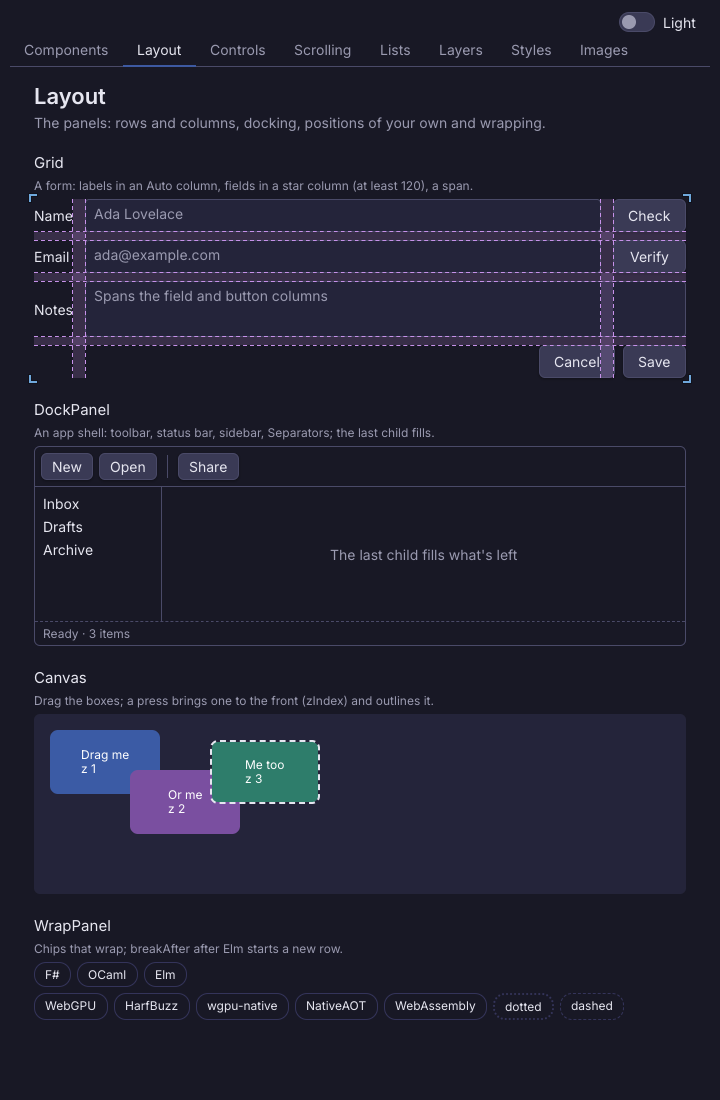 Light
Components Layout Controls Scrolling Lists Layers Styles Images
Layout
The panels: rows and columns, docking, positions of your own and wrapping.
Grid
A form: labels in an Auto column, fields in a star column (at least 120), a span.
Name Ada Lovelace Check
Email ada@example.com Verify
Notes Spans the field and button columns
Cancel Save
DockPanel
An app shell: toolbar, status bar, sidebar, Separators; the last child fills.
New Open Share
Inbox
Drafts
Archive
The last child fills what's left
Ready · 3 items
Canvas
Drag the boxes; a press brings one to the front (zIndex) and outlines it.
Drag me
z 1
Me too
z 3
Or me
z 2
WrapPanel
Chips that wrap; breakAfter after Elm starts a new row.
F# OCaml Elm
WebGPU HarfBuzz wgpu-native NativeAOT WebAssembly dotted dashed